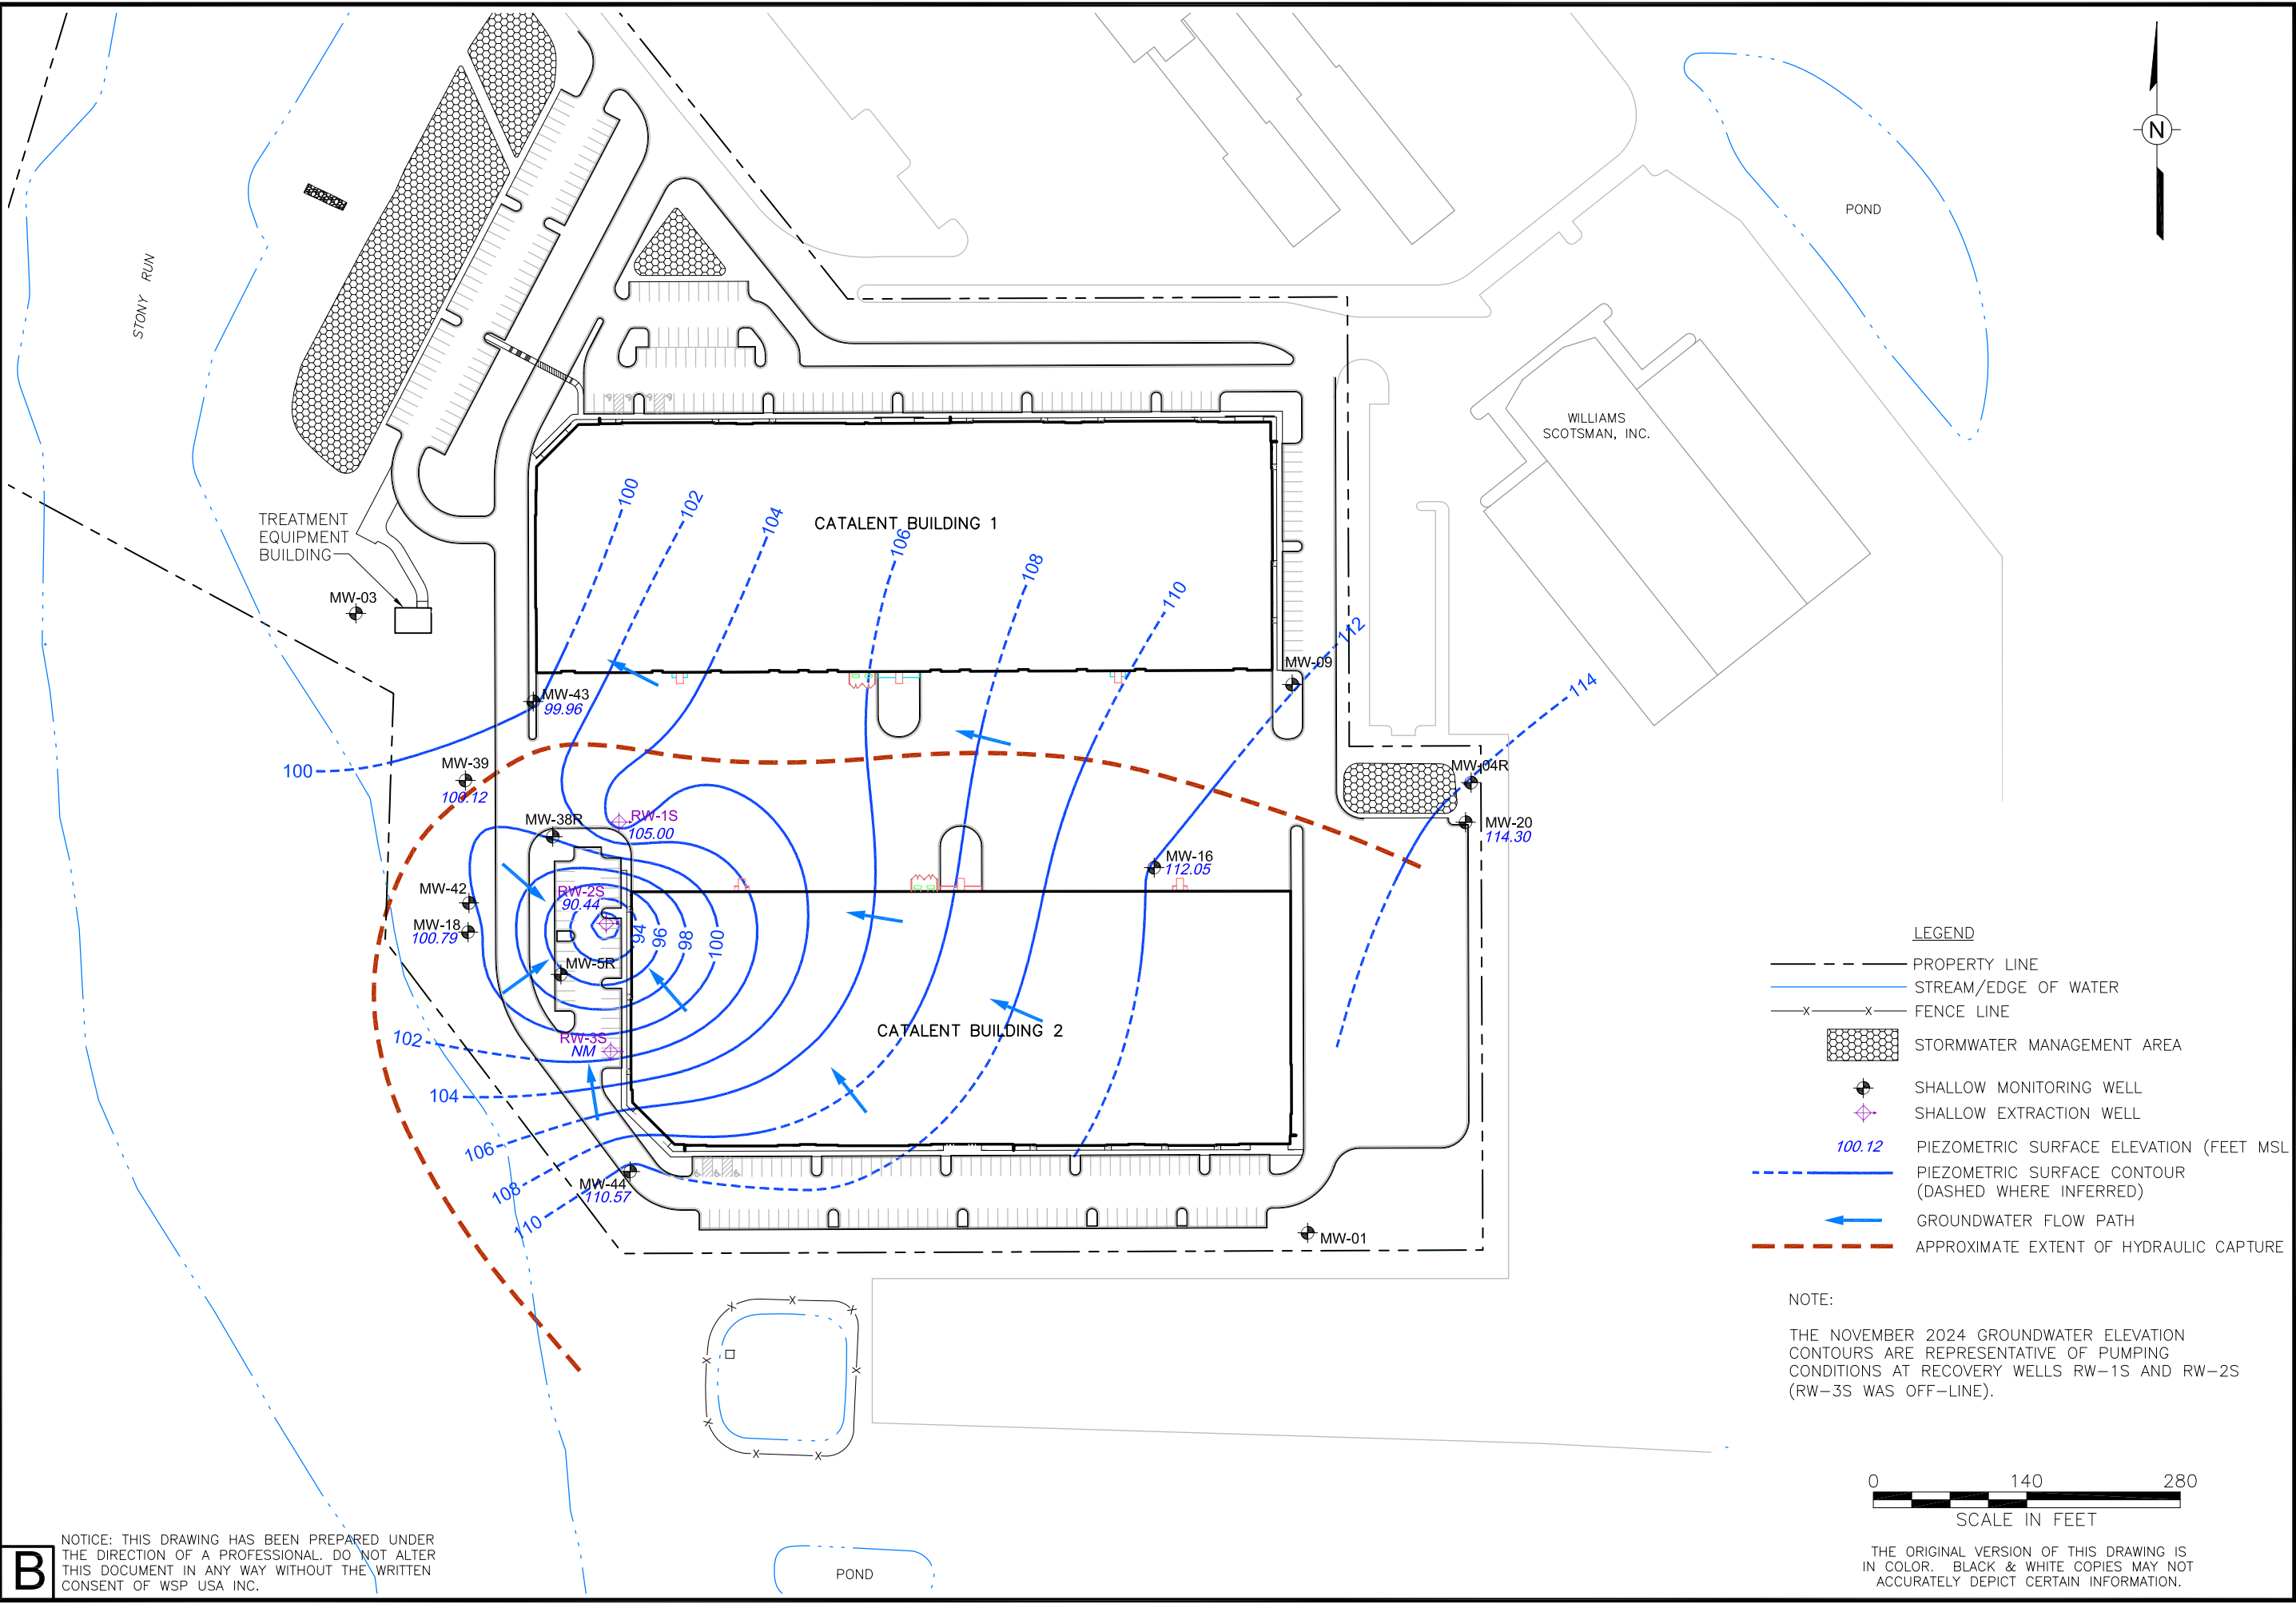 N
POND
STONY RUN
WILLIAMS
SCOTSMAN, INC.
100
102
104
CATALENT BUILDING 1
106
108
110
112
114
TREATMENT
EQUIPMENT
BUILDING
MW-03
MW-09
MW-43
99.96
100
MW-39
100.12
MW-04R
MW-38R
RW-1S
105.00
MW-20
114.30
MW-16
112.05
MW-42
RW-2S
90.44
MW-18
100.79
94
96
98
100
MW-5R
CATALENT BUILDING 2
RW-3S
NM
102
104
106
108
110
MW-44
110.57
MW-01
LEGEND
PROPERTY LINE
STREAM/EDGE OF WATER
X X FENCE LINE
STORMWATER MANAGEMENT AREA
SHALLOW MONITORING WELL
SHALLOW EXTRACTION WELL
100.12 PIEZOMETRIC SURFACE ELEVATION (FEET MSL
PIEZOMETRIC SURFACE CONTOUR
(DASHED WHERE INFERRED)
GROUNDWATER FLOW PATH
APPROXIMATE EXTENT OF HYDRAULIC CAPTURE
NOTE:
THE NOVEMBER 2024 GROUNDWATER ELEVATION
CONTOURS ARE REPRESENTATIVE OF PUMPING
CONDITIONS AT RECOVERY WELLS RW-1S AND RW-2S
(RW-3S WAS OFF-LINE).
X X X
X X
X X X
POND
0 140 280
SCALE IN FEET
THE ORIGINAL VERSION OF THIS DRAWING IS
IN COLOR. BLACK & WHITE COPIES MAY NOT
ACCURATELY DEPICT CERTAIN INFORMATION.
B
NOTICE: THIS DRAWING HAS BEEN PREPARED UNDER
THE DIRECTION OF A PROFESSIONAL. DO NOT ALTER
THIS DOCUMENT IN ANY WAY WITHOUT THE WRITTEN
CONSENT OF WSP USA INC.